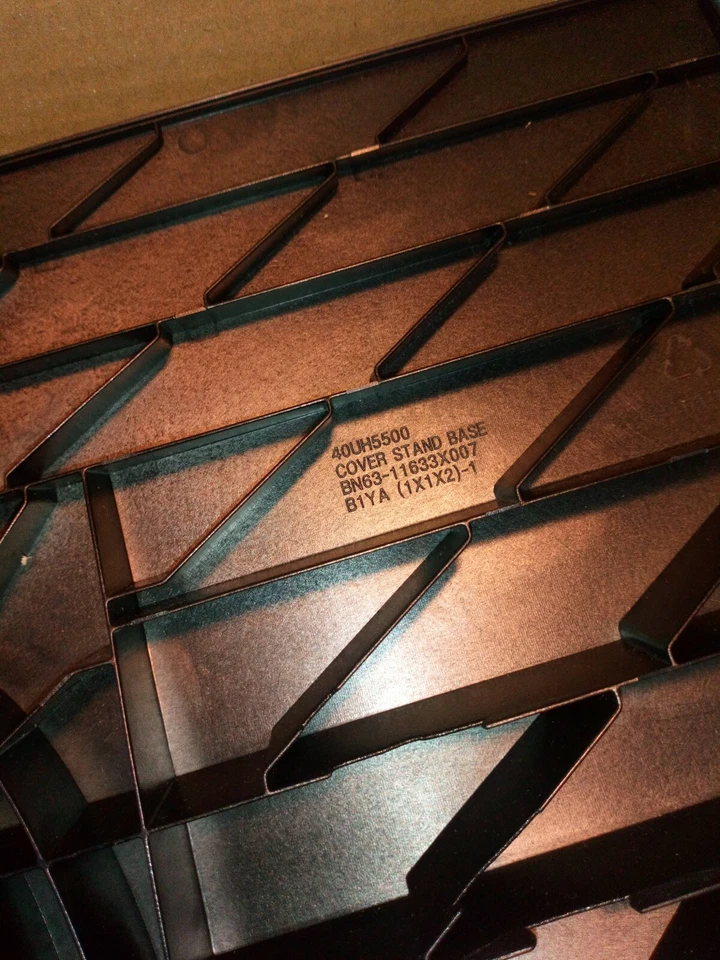 40UH5500
COVER STAND BASE
BN63-11633X007
B1YA (1X1X2)-1